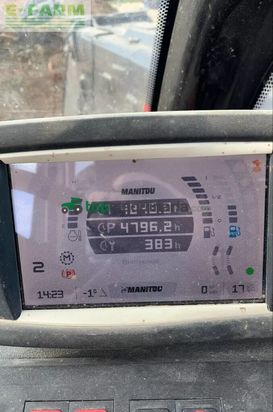 E-FARM
MANITOU
P 4796.2 h
Y 383 h
2
M
(P)
14:23
-1°
MANITOU
0
17